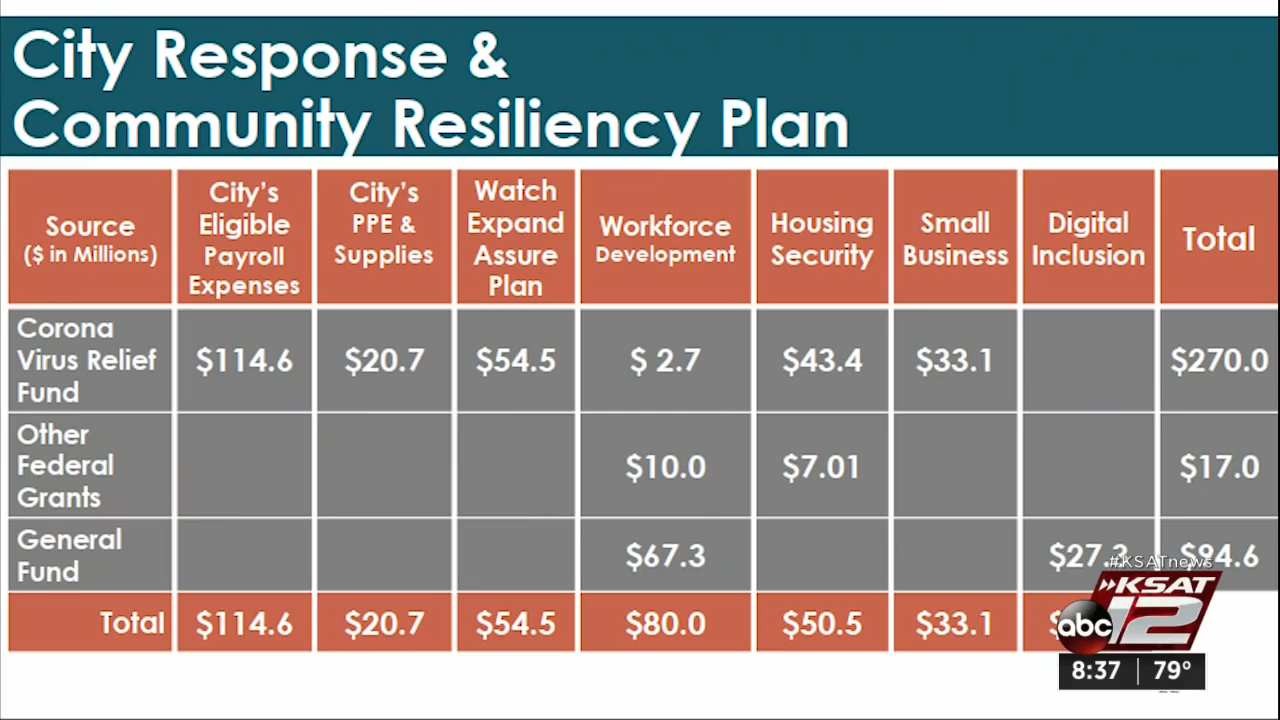 City Response &
Community Resiliency Plan
Source
($ in Millions)
City's
Eligible
Payroll
Expenses
City's
PPE &
Supplies
Watch
Expand
Assure
Plan
Workforce
Development
Housing
Security
Small
Business
Digital
Inclusion
Total
Corona
Virus Relief
Fund
$114.6
$20.7
$54.5
$ 2.7
$43.4
$33.1
$270.0
Other
Federal
Grants
$10.0
$7.01
$17.0
General
Fund
$67.3
$27.3
$94.6
Total
$114.6
$20.7
$54.5
$80.0
$50.5
$33.1
#KSATnews
KSAT
abc 12
8:37 79°